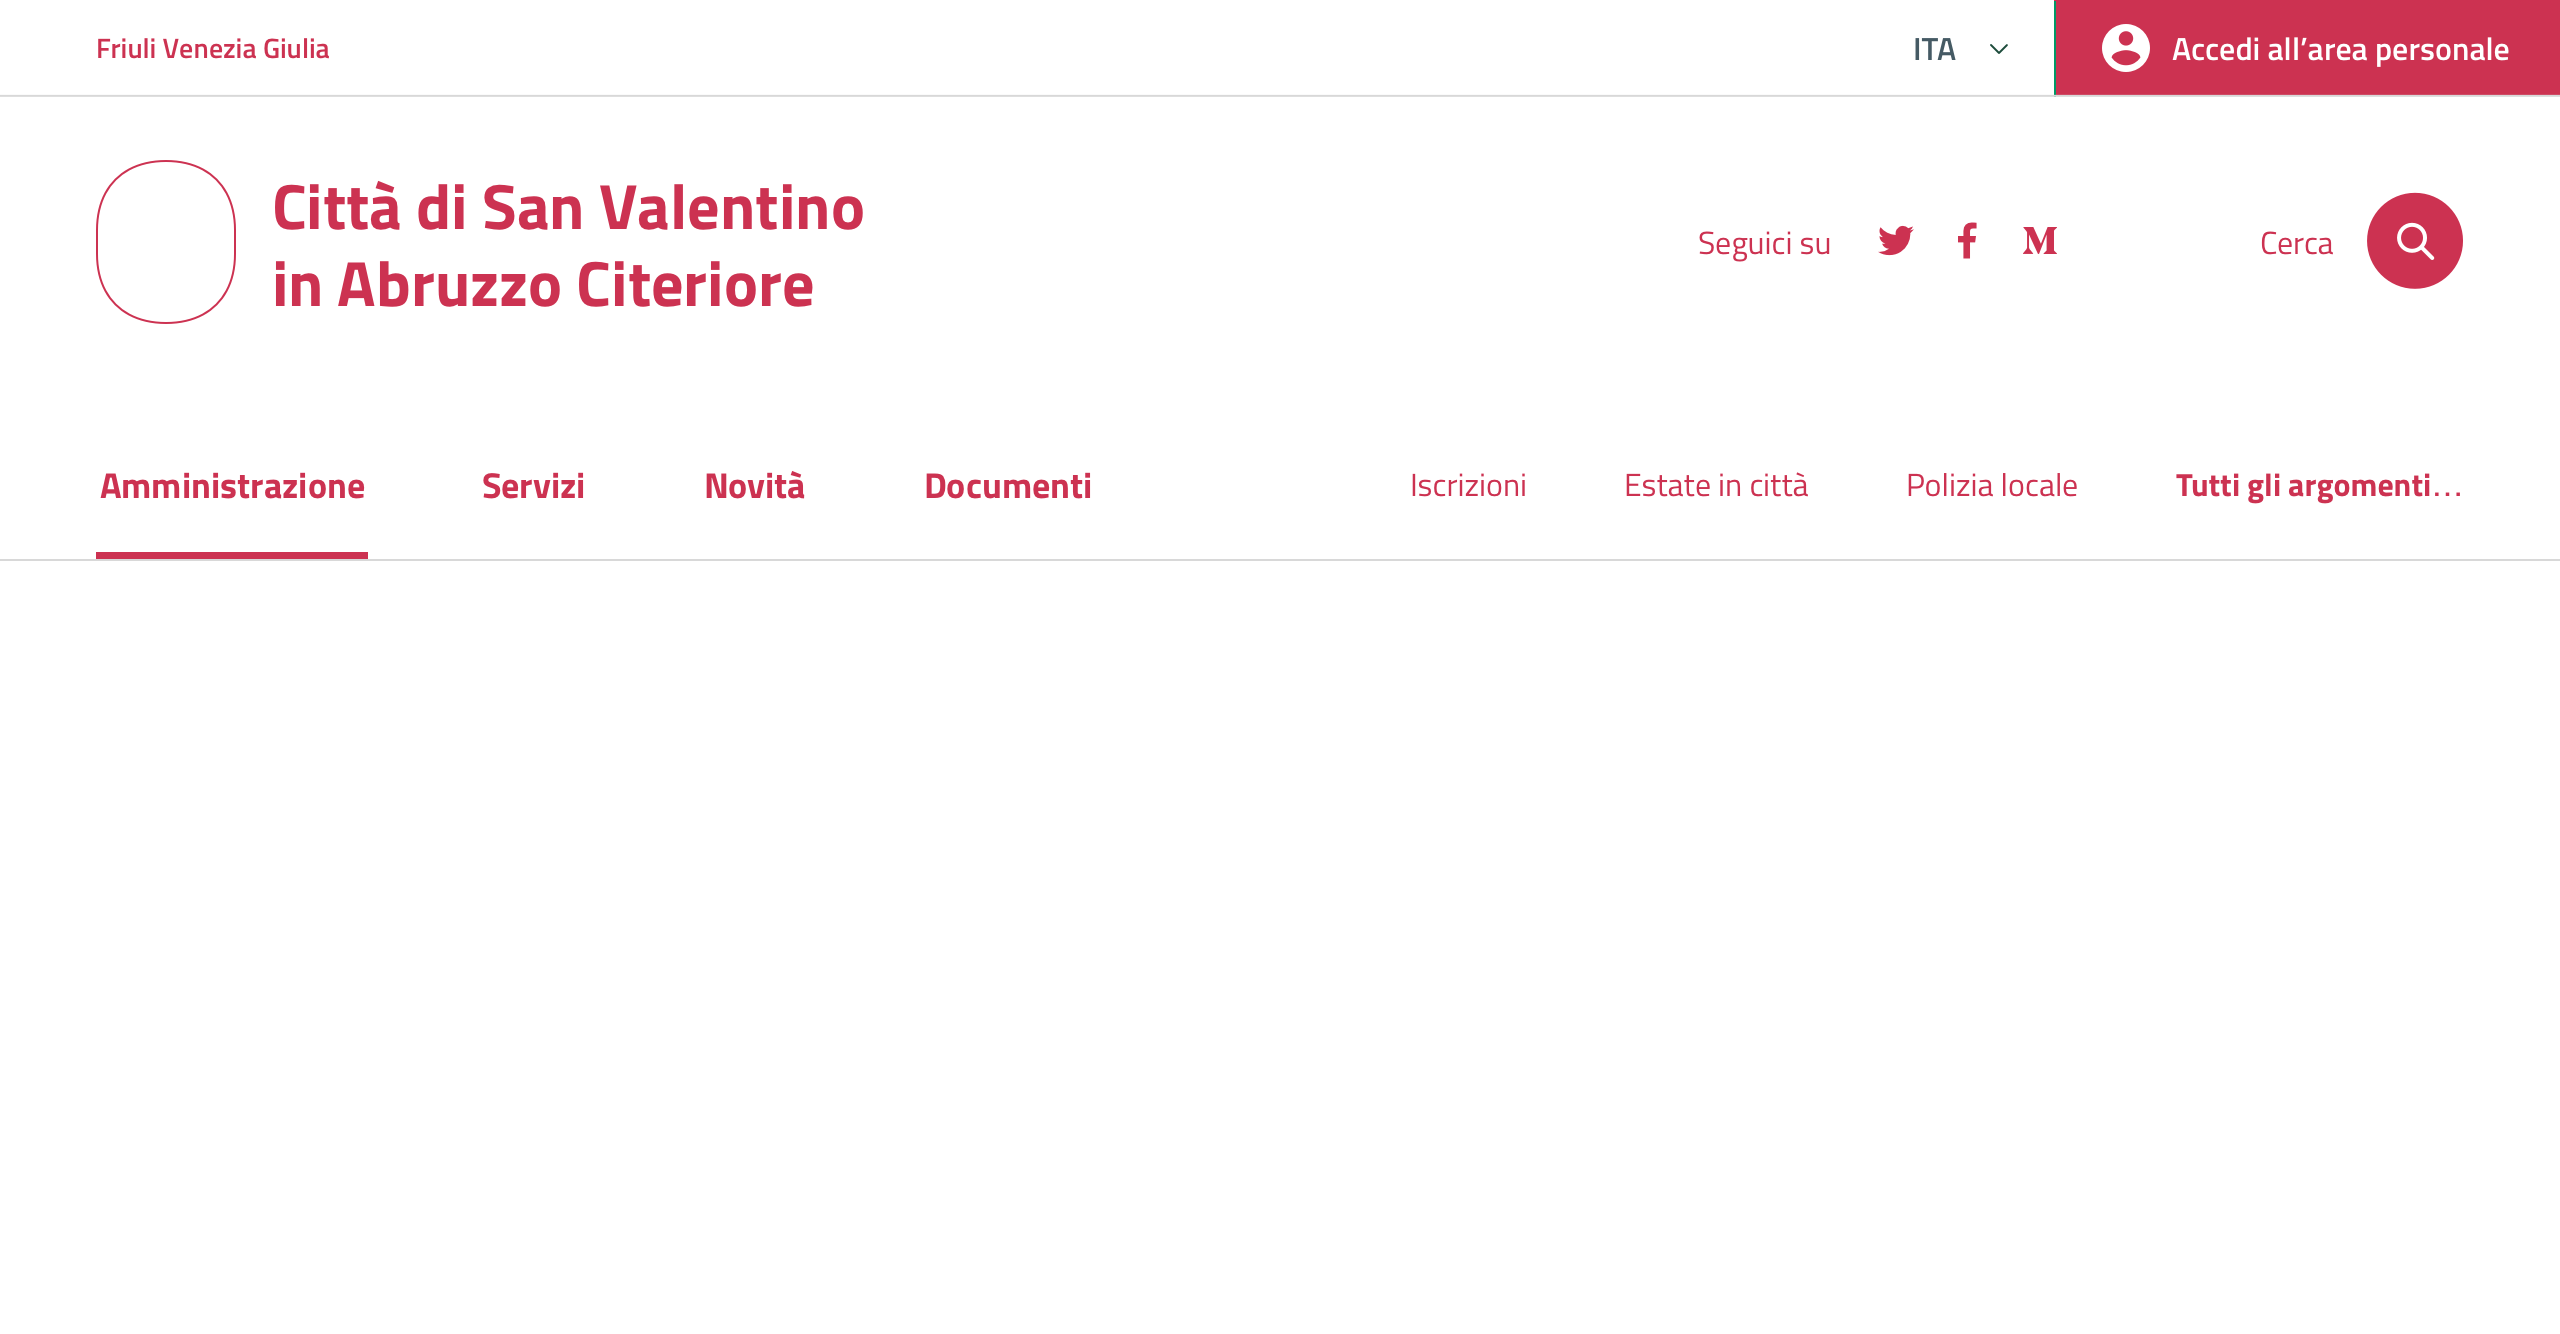 Friuli Venezia Giulia
ITA
Accedi all’area personale
Città di San Valentino
in Abruzzo Citeriore
Seguici su
Cerca
Amministrazione
Servizi
Novità
Documenti
Iscrizioni
Estate in città
Polizia locale
Tutti gli argomenti…